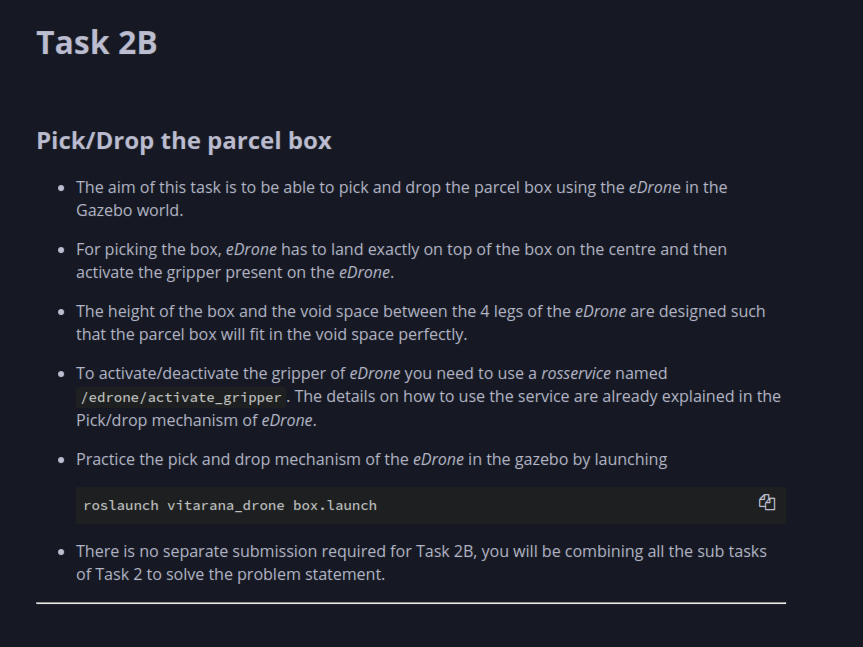 Task 2B
Pick/Drop the parcel box
• The aim of this task is to be able to pick and drop the parcel box using the eDrone in the
Gazebo world.
• For picking the box, eDrone has to land exactly on top of the box on the centre and then
activate the gripper present on the eDrone.
• The height of the box and the void space between the 4 legs of the eDrone are designed such
that the parcel box will fit in the void space perfectly.
• To activate/deactivate the gripper of eDrone you need to use a rosservice named
/edrone/activate_gripper. The details on how to use the service are already explained in the
Pick/drop mechanism of eDrone.
• Practice the pick and drop mechanism of the eDrone in the gazebo by launching
roslaunch vitarana_drone box.launch
• There is no separate submission required for Task 2B, you will be combining all the sub tasks
of Task 2 to solve the problem statement.